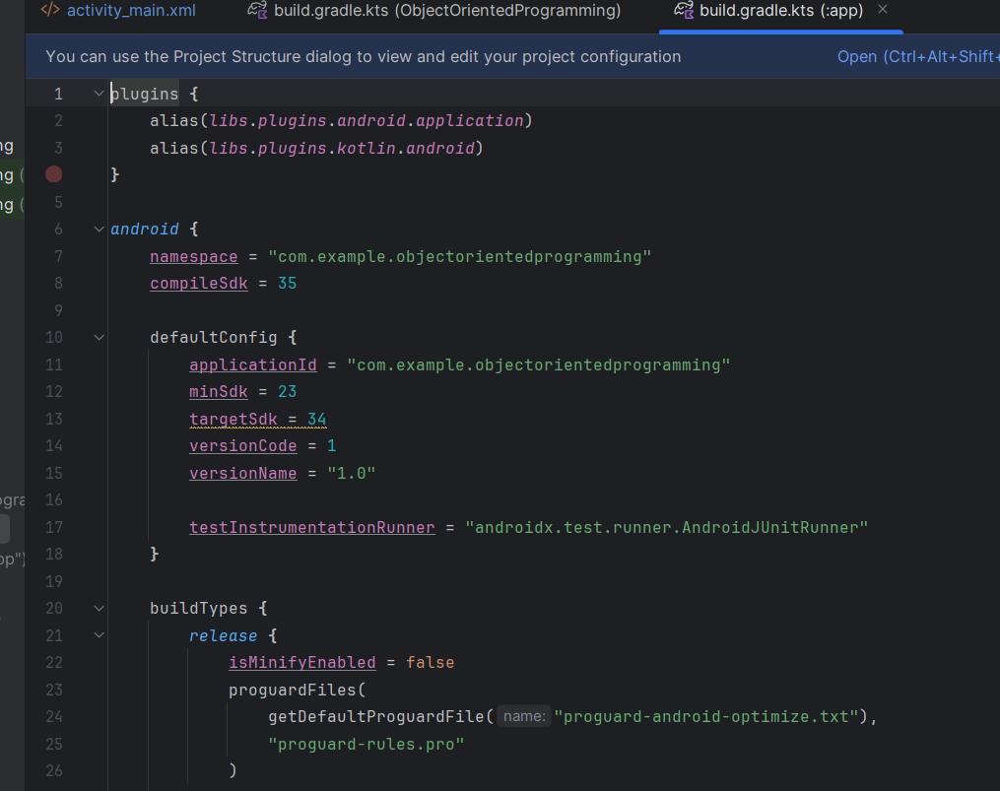 activity_main.xml build.gradle.kts (ObjectOrientedProgramming) build.gradle.kts (:app)
You can use the Project Structure dialog to view and edit your project configuration Open (Ctrl+Alt+Shift+
1 plugins {
2 alias(libs.plugins.android.application)
ng 3 alias(libs.plugins.kotlin.android)
ng ( }
5
ng (
6 android {
7 namespace = "com.example.objectorientedprogramming"
8 compileSdk = 35
9
10 defaultConfig {
11 applicationId = "com.example.objectorientedprogramming"
12 minSdk = 23
13 targetSdk = 34
14 versionCode = 1
15 versionName = "1.0"
ogra 16
17 testInstrumentationRunner = "androidx.test.runner.AndroidJUnitRunner"
op") 18 }
19
20 buildTypes {
21 release {
22 isMinifyEnabled = false
23 proguardFiles(
24 getDefaultProguardFile( name: "proguard-android-optimize.txt"),
25 "proguard-rules.pro"
26 )